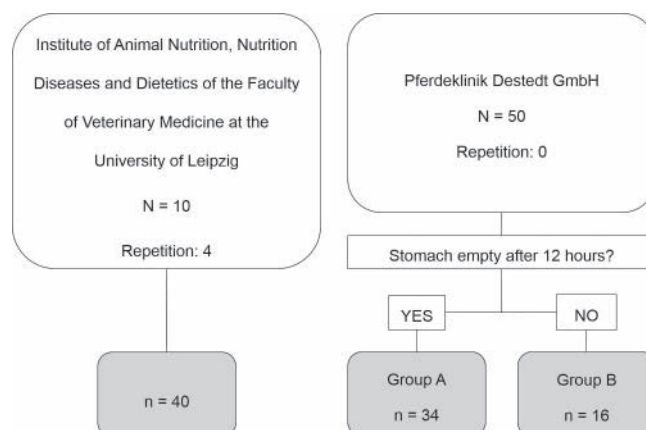 Institute of Animal Nutrition, Nutrition
Diseases and Dietetics of the Faculty
of Veterinary Medicine at the
University of Leipzig
N = 10
Repetition: 4
n = 40
Pferdeklinik Destedt GmbH
N = 50
Repetition: 0
Stomach empty after 12 hours?
YES
NO
Group A
n = 34
Group B
n = 16